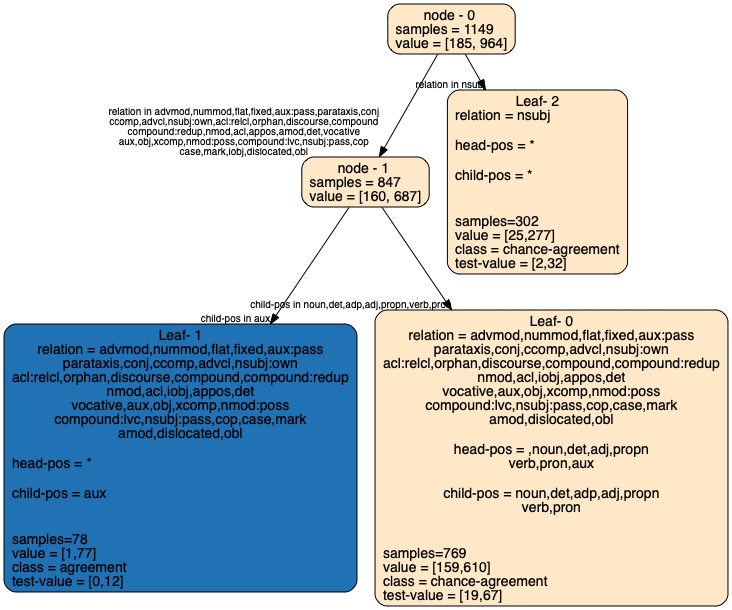 node - 0
samples = 1149
value = [185, 964]
relation in nsubj
Leaf- 2
relation = nsubj
head-pos = *
child-pos = *
samples=302
value = [25,277]
class = chance-agreement
test-value = [2,32]
relation in advmod,nummod,flat,fixed,aux:pass,parataxis,conj
ccomp,advcl,nsubj:own,acl:relcl,orphan,discourse,compound
compound:redup,nmod,acl,appos,amod,det,vocative
aux,obj,xcomp,nmod:poss,compound:lvc,nsubj:pass,cop
case,mark,iobj,dislocated,obl
node - 1
samples = 847
value = [160, 687]
child-pos in noun,det,adp,adj,propn,verb,pron
child-pos in aux
Leaf- 1
relation = advmod,nummod,flat,fixed,aux:pass
parataxis,conj,ccomp,advcl,nsubj:own
acl:relcl,orphan,discourse,compound,compound:redup
nmod,acl,iobj,appos,det
vocative,aux,obj,xcomp,nmod:poss
compound:lvc,nsubj:pass,cop,case,mark
amod,dislocated,obl
head-pos = *
child-pos = aux
samples=78
value = [1,77]
class = agreement
test-value = [0,12]
Leaf- 0
relation = advmod,nummod,flat,fixed,aux:pass
parataxis,conj,ccomp,advcl,nsubj:own
acl:relcl,orphan,discourse,compound,compound:redup
nmod,acl,iobj,appos,det
vocative,aux,obj,xcomp,nmod:poss
compound:lvc,nsubj:pass,cop,case,mark
amod,dislocated,obl
head-pos = ,noun,det,adj,propn
verb,pron,aux
child-pos = noun,det,adp,adj,propn
verb,pron
samples=769
value = [159,610]
class = chance-agreement
test-value = [19,67]